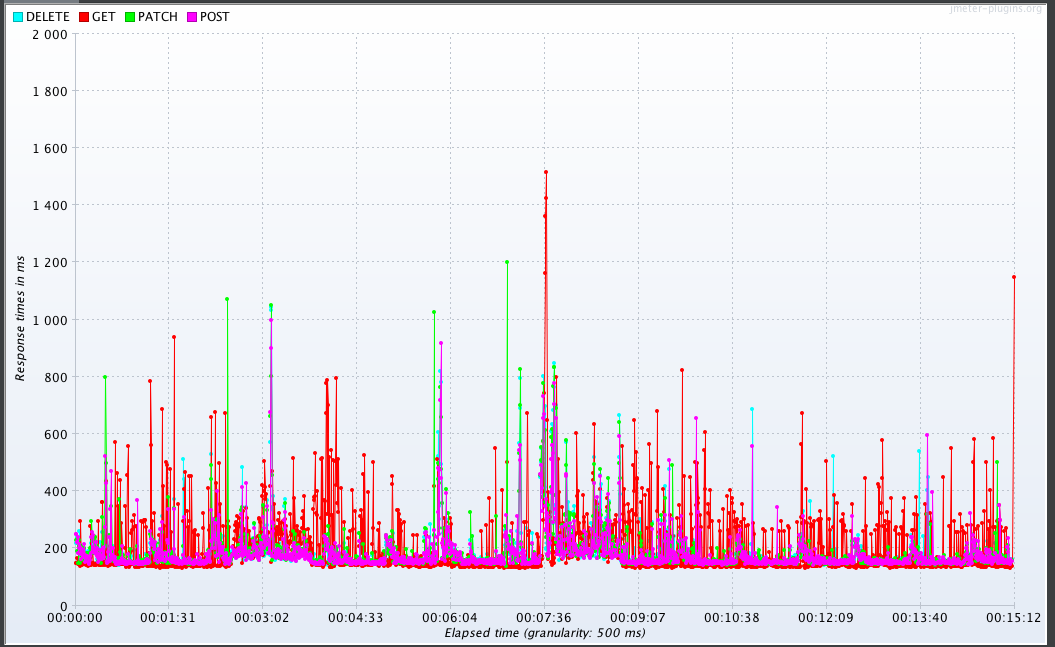 jmeter-plugins.org
DELETE GET PATCH POST
2 000
1 800
1 600
1 400
1 200
1 000
800
600
400
200
0
Response times in ms
00:00:00 00:01:31 00:03:02 00:04:33 00:06:04 00:07:36 00:09:07 00:10:38 00:12:09 00:13:40 00:15:12
Elapsed time (granularity: 500 ms)